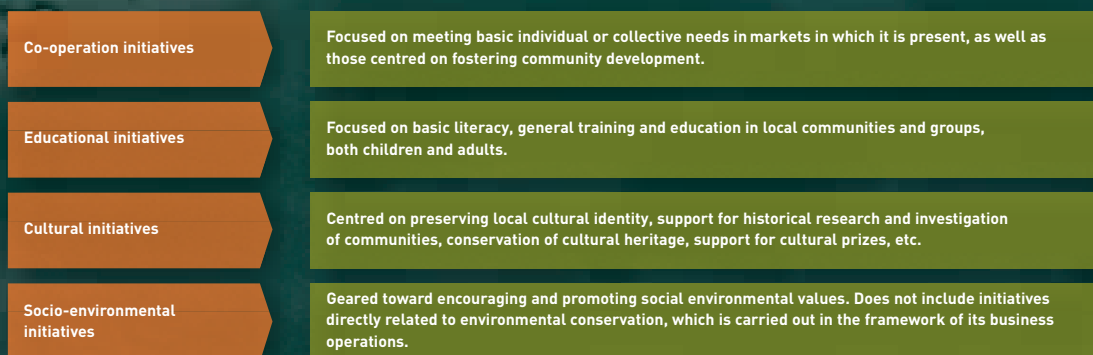 Co-operation initiatives
Focused on meeting basic individual or collective needs in markets in which it is present, as well as
those centred on fostering community development.
Educational initiatives
Focused on basic literacy, general training and education in local communities and groups,
both children and adults.
Cultural initiatives
Centred on preserving local cultural identity, support for historical research and investigation
of communities, conservation of cultural heritage, support for cultural prizes, etc.
Socio-environmental
initiatives
Geared toward encouraging and promoting social environmental values. Does not include initiatives
directly related to environmental conservation, which is carried out in the framework of its business
operations.